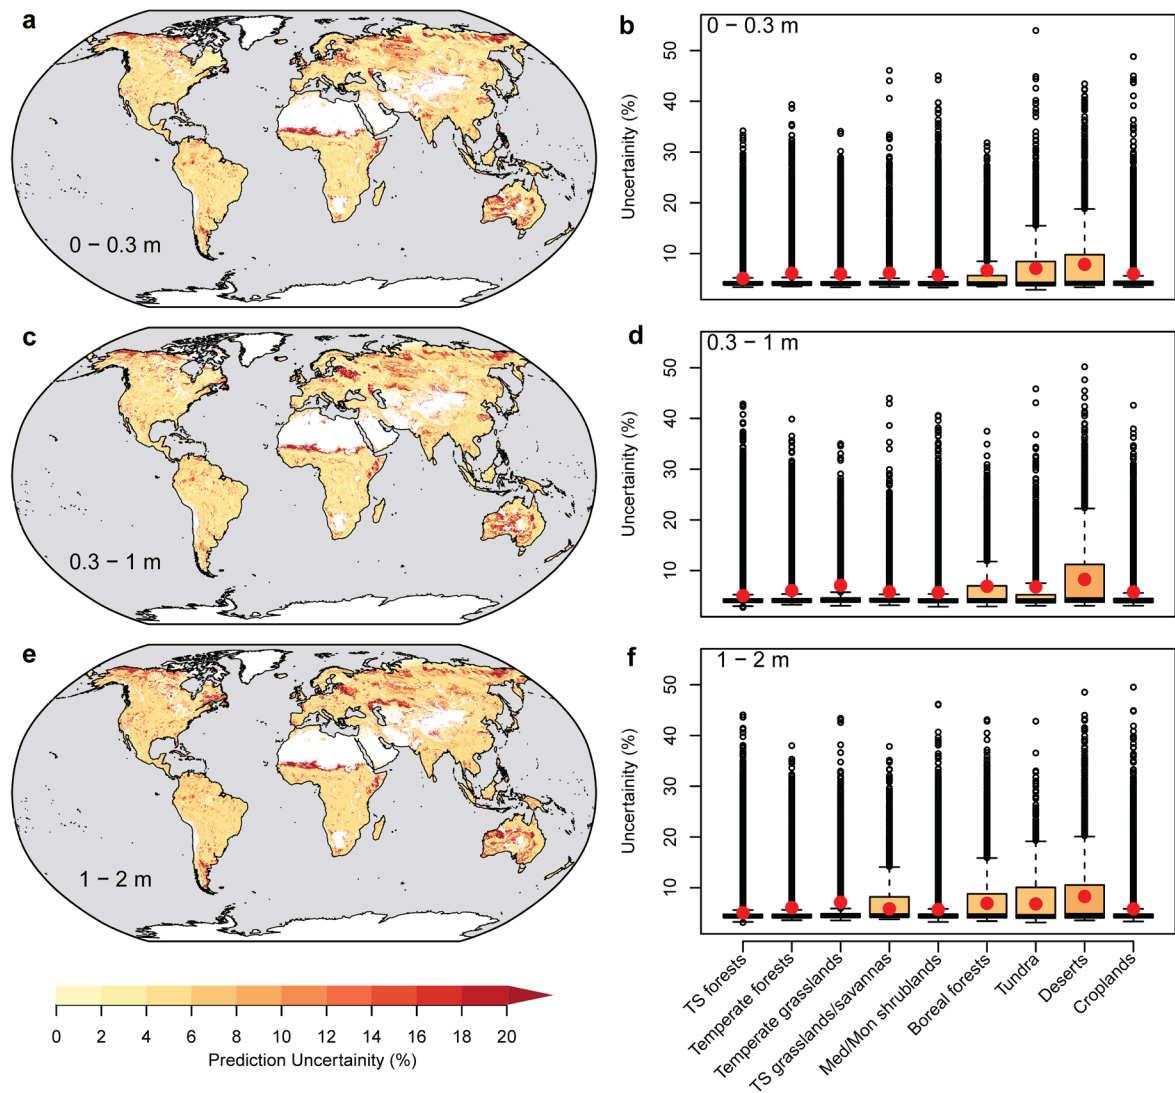 a
0 − 0.3 m
b
0 − 0.3 m
Uncertainty (%)
50
40
30
20
10
c
0.3 − 1 m
d
0.3 − 1 m
Uncertainty (%)
50
40
30
20
10
e
1 − 2 m
f
1 − 2 m
Uncertainty (%)
50
40
30
20
10
TS forests
Temperate forests
Temperate grasslands
TS grasslands/savannas
Med/Mon shrublands
Boreal forests
Tundra
Deserts
Croplands
0 2 4 6 8 10 12 14 16 18 20
Prediction Uncertainity (%)